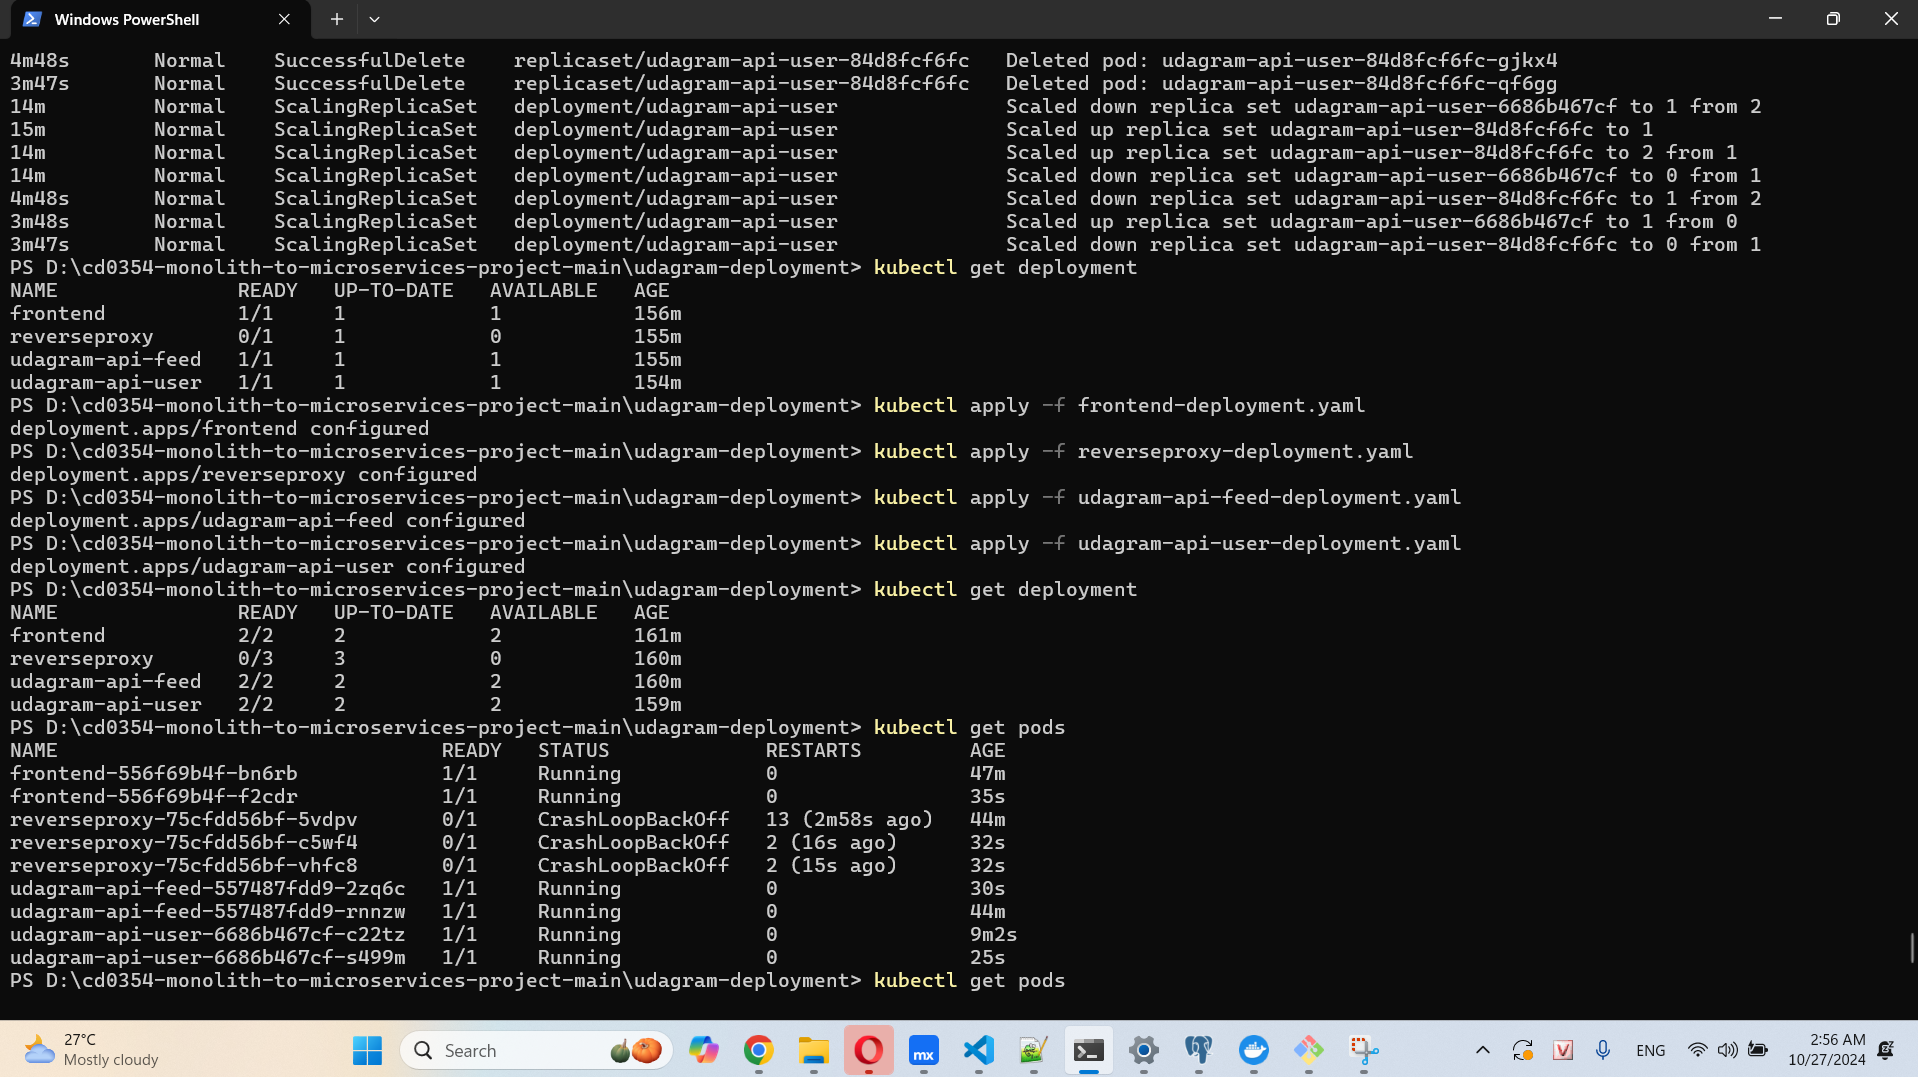 Windows PowerShell
4m48s Normal SuccessfulDelete replicaset/udagram-api-user-84d8fcf6fc Deleted pod: udagram-api-user-84d8fcf6fc-gjkx4
3m47s Normal SuccessfulDelete replicaset/udagram-api-user-84d8fcf6fc Deleted pod: udagram-api-user-84d8fcf6fc-qf6gg
14m Normal ScalingReplicaSet deployment/udagram-api-user Scaled down replica set udagram-api-user-6686b467cf to 1 from 2
15m Normal ScalingReplicaSet deployment/udagram-api-user Scaled up replica set udagram-api-user-84d8fcf6fc to 1
14m Normal ScalingReplicaSet deployment/udagram-api-user Scaled up replica set udagram-api-user-84d8fcf6fc to 2 from 1
14m Normal ScalingReplicaSet deployment/udagram-api-user Scaled down replica set udagram-api-user-6686b467cf to 0 from 1
4m48s Normal ScalingReplicaSet deployment/udagram-api-user Scaled down replica set udagram-api-user-84d8fcf6fc to 1 from 2
3m48s Normal ScalingReplicaSet deployment/udagram-api-user Scaled up replica set udagram-api-user-6686b467cf to 1 from 0
3m47s Normal ScalingReplicaSet deployment/udagram-api-user Scaled down replica set udagram-api-user-84d8fcf6fc to 0 from 1
PS D:\cd0354-monolith-to-microservices-project-main\udagram-deployment> kubectl get deployment
NAME READY UP-TO-DATE AVAILABLE AGE
frontend 1/1 1 1 156m
reverseproxy 0/1 1 0 155m
udagram-api-feed 1/1 1 1 155m
udagram-api-user 1/1 1 1 154m
PS D:\cd0354-monolith-to-microservices-project-main\udagram-deployment> kubectl apply -f frontend-deployment.yaml
deployment.apps/frontend configured
PS D:\cd0354-monolith-to-microservices-project-main\udagram-deployment> kubectl apply -f reverseproxy-deployment.yaml
deployment.apps/reverseproxy configured
PS D:\cd0354-monolith-to-microservices-project-main\udagram-deployment> kubectl apply -f udagram-api-feed-deployment.yaml
deployment.apps/udagram-api-feed configured
PS D:\cd0354-monolith-to-microservices-project-main\udagram-deployment> kubectl apply -f udagram-api-user-deployment.yaml
deployment.apps/udagram-api-user configured
PS D:\cd0354-monolith-to-microservices-project-main\udagram-deployment> kubectl get deployment
NAME READY UP-TO-DATE AVAILABLE AGE
frontend 2/2 2 2 161m
reverseproxy 0/3 3 0 160m
udagram-api-feed 2/2 2 2 160m
udagram-api-user 2/2 2 2 159m
PS D:\cd0354-monolith-to-microservices-project-main\udagram-deployment> kubectl get pods
NAME READY STATUS RESTARTS AGE
frontend-556f69b4f-bn6rb 1/1 Running 0 47m
frontend-556f69b4f-f2cdr 1/1 Running 0 35s
reverseproxy-75cfdd56bf-5vdpv 0/1 CrashLoopBackOff 13 (2m58s ago) 44m
reverseproxy-75cfdd56bf-c5wf4 0/1 CrashLoopBackOff 2 (16s ago) 32s
reverseproxy-75cfdd56bf-vhfc8 0/1 CrashLoopBackOff 2 (15s ago) 32s
udagram-api-feed-557487fdd9-2zq6c 1/1 Running 0 30s
udagram-api-feed-557487fdd9-rnnzw 1/1 Running 0 44m
udagram-api-user-6686b467cf-c22tz 1/1 Running 0 9m2s
udagram-api-user-6686b467cf-s499m 1/1 Running 0 25s
PS D:\cd0354-monolith-to-microservices-project-main\udagram-deployment> kubectl get pods
27°C
Mostly cloudy
Search
mx
V
ENG
2:56 AM
10/27/2024